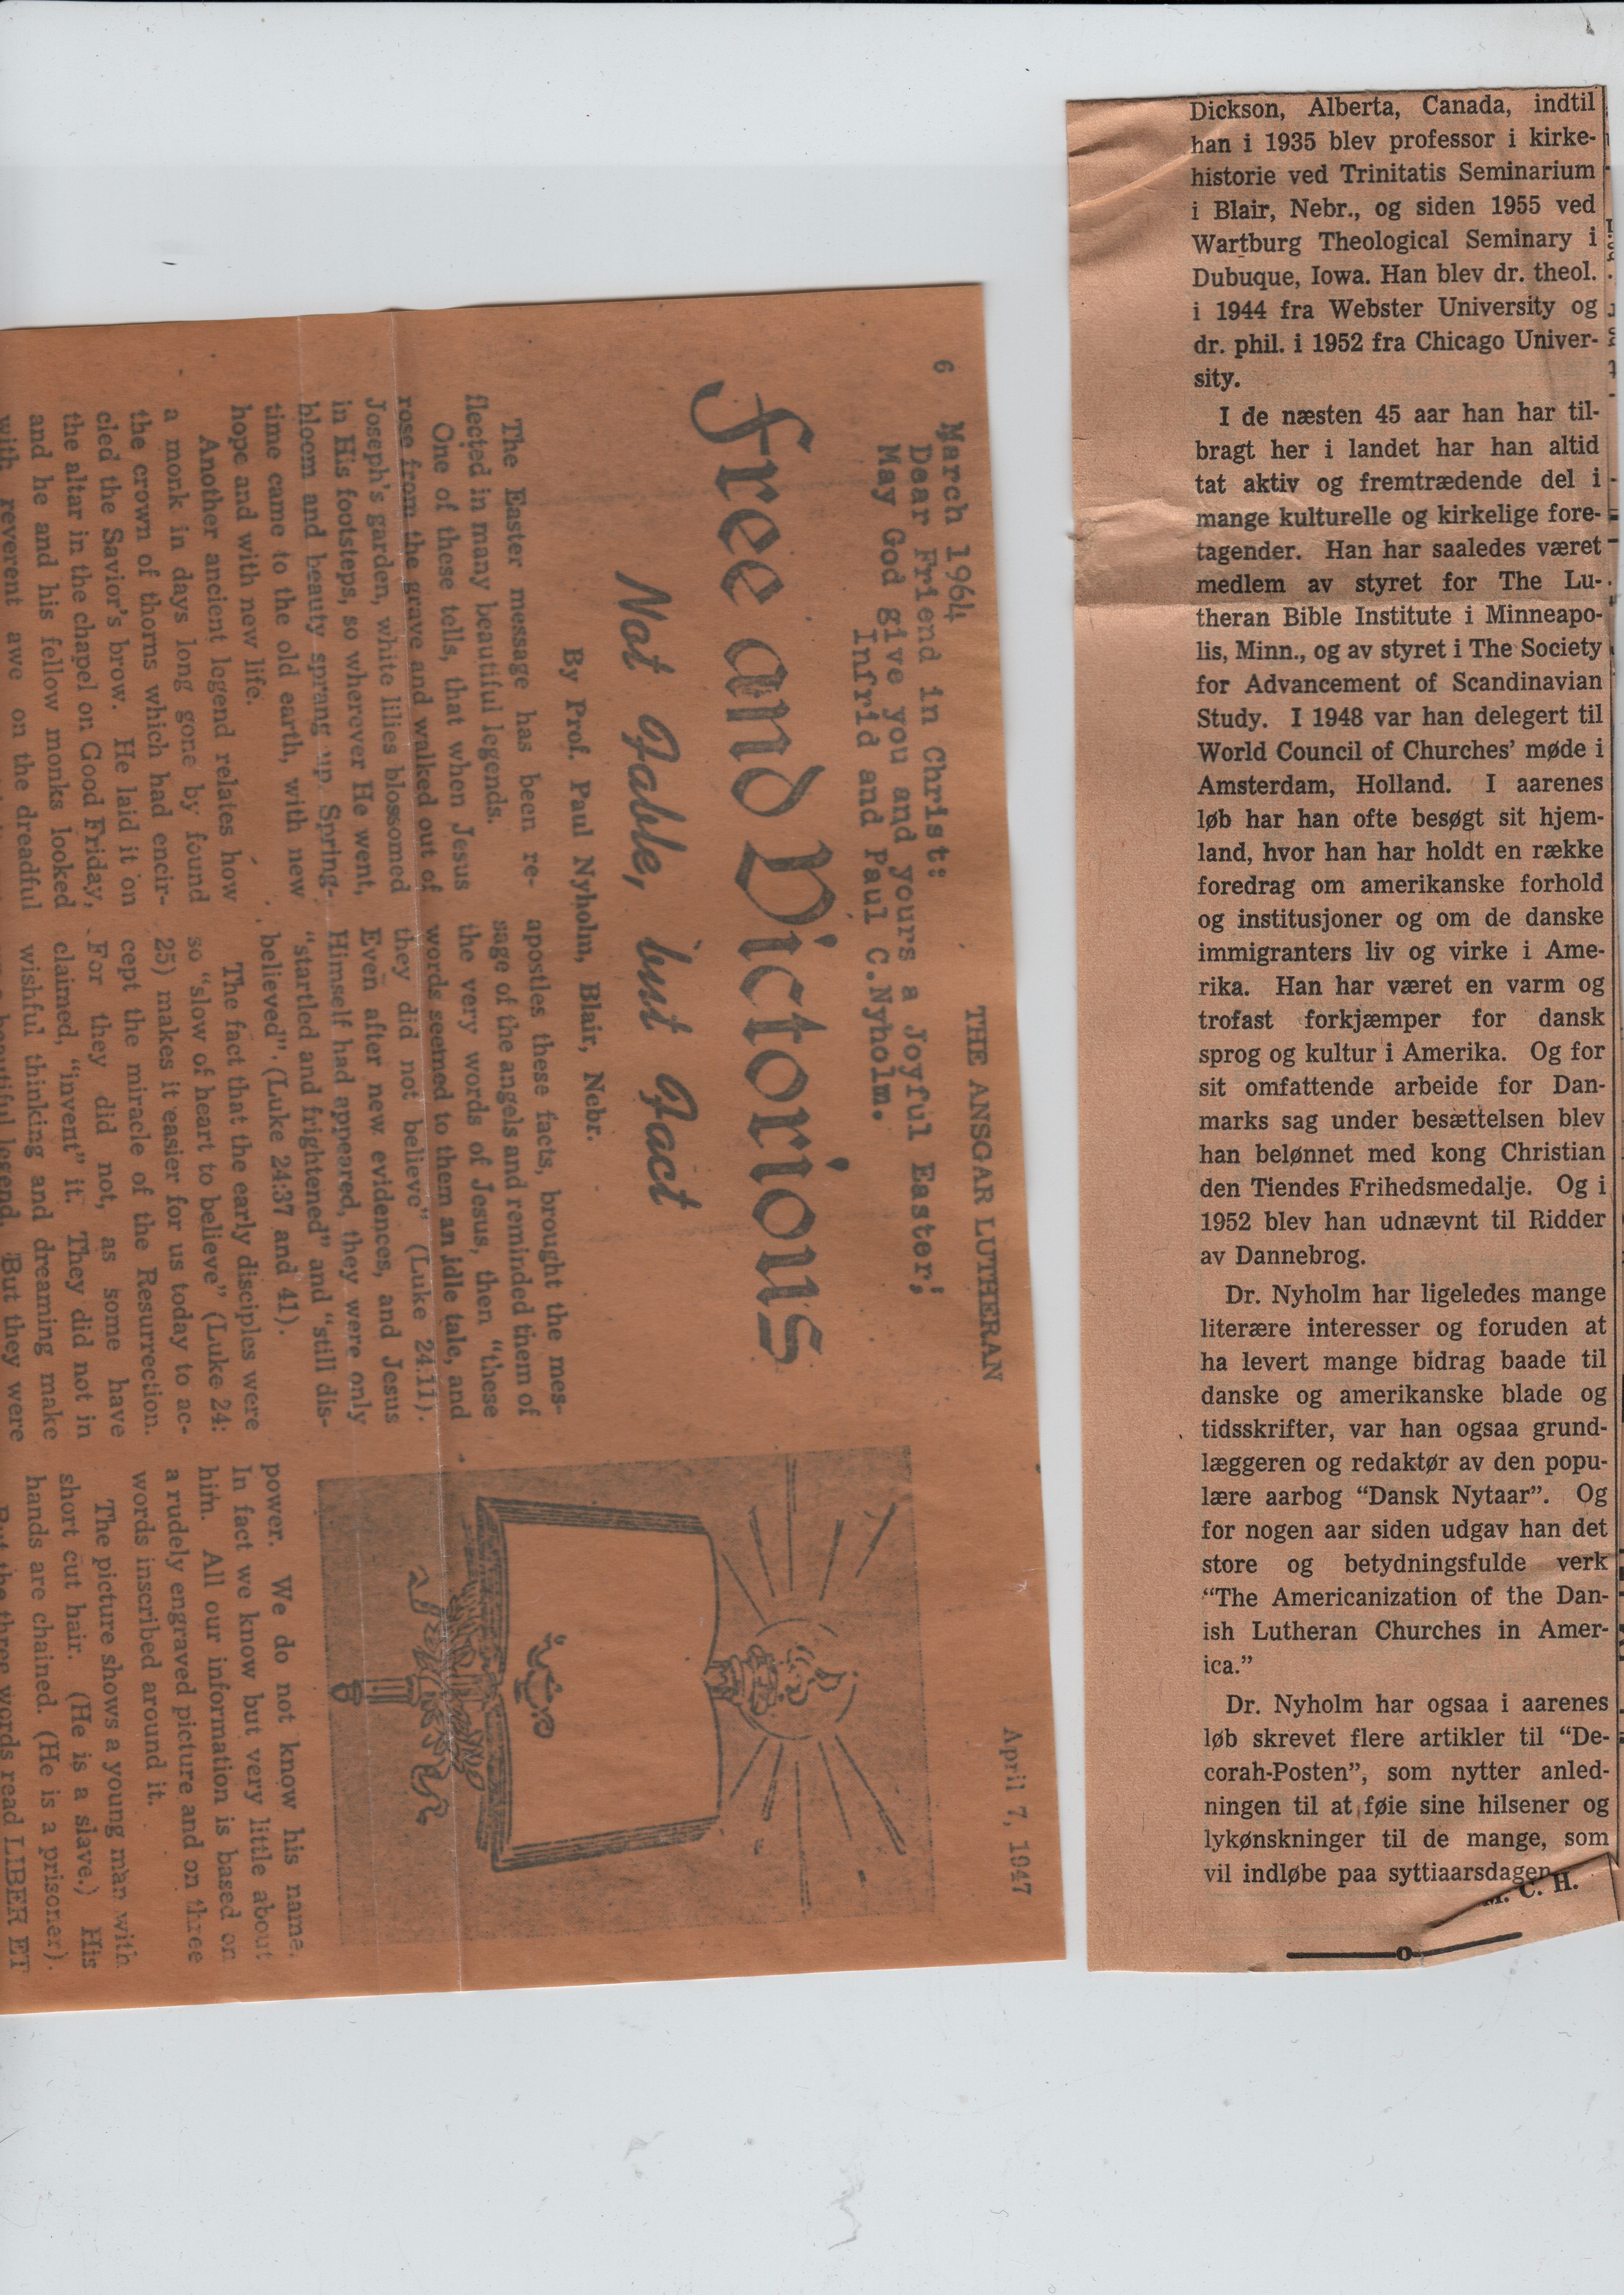 6
THE ANSGAR LUTHERAN
April 7, 1947
March 1964
Dear Friend in Christ:
May God give you and yours a Joyful Easter;
Infrid and Paul C.Nyholm.
Free and Victorious
Not Fable, but Fact
By Prof. Paul Nyholm, Blair, Nebr.
The Easter message has been re-
flected in many beautiful legends.
One of these tells, that when Jesus
rose from the grave and walked out of
Joseph's garden, white lilies blossomed
in His footsteps, so wherever He went,
bloom and beauty sprang up. Spring-
time came to the old earth, with new
hope and with new life.
Another ancient legend relates how
a monk in days long gone by found
the crown of thorns which had encir-
cled the Savior's brow. He laid it on
the altar in the chapel on Good Friday,
and he and his fellow monks looked
with reverent awe on the dreadful
apostles these facts, brought the mes-
sage of the angels and reminded them of
the very words of Jesus, then "these
words seemed to them an idle tale, and
they did not believe" (Luke 24:11).
Even after new evidences, and Jesus
Himself had appeared, they were only
"startled and frightened" and "still dis-
believed". (Luke 24:37 and 41).
The fact that the early disciples were
so "slow of heart to believe" (Luke 24:
25) makes it easier for us today to ac-
cept the miracle of the Resurrection.
For they did not, as some have
claimed, "invent" it. They did not in
wishful thinking and dreaming make
beautiful legend. But they were
power. We do not know his name.
In fact we know but very little about
him. All our information is based on
a rudely engraved picture and on three
words inscribed around it.
The picture shows a young man with
short cut hair. (He is a slave.) His
hands are chained. (He is a prisoner).
But the three words read LIBER ET
Dickson, Alberta, Canada, indtil
han i 1935 blev professor i kirke-
historie ved Trinitatis Seminarium
i Blair, Nebr., og siden 1955 ved
Wartburg Theological Seminary i
Dubuque, Iowa. Han blev dr. theol.
i 1944 fra Webster University og
dr. phil. i 1952 fra Chicago Univer-
sity.
I de næsten 45 aar han har til-
bragt her i landet har han altid
tat aktiv og fremtrædende del i
mange kulturelle og kirkelige fore-
tagender. Han har saaledes været
medlem av styret for The Lu-
theran Bible Institute i Minneapo-
lis, Minn., og av styret i The Society
for Advancement of Scandinavian
Study. I 1948 var han delegert til
World Council of Churches' møde i
Amsterdam, Holland. I aarenes
løb har han ofte besøgt sit hjem-
land, hvor han har holdt en række
foredrag om amerikanske forhold
og institusjoner og om de danske
immigranters liv og virke i Ame-
rika. Han har været en varm og
trofast forkjæmper for dansk
sprog og kultur i Amerika. Og for
sit omfattende arbeide for Dan-
marks sag under besættelsen blev
han belønnet med kong Christian
den Tiendes Frihedsmedalje. Og i
1952 blev han udnævnt til Ridder
av Dannebrog.
Dr. Nyholm har ligeledes mange
literære interesser og foruden at
ha levert mange bidrag baade til
danske og amerikanske blade og
tidsskrifter, var han ogsaa grund-
læggeren og redaktør av den popu-
lære aarbog "Dansk Nytaar". Og
for nogen aar siden udgav han det
store og betydningsfulde verk
"The Americanization of the Dan-
ish Lutheran Churches in Amer-
ica."
Dr. Nyholm har ogsaa i aarenes
løb skrevet flere artikler til "De-
corah-Posten", som nytter anled-
ningen til at føie sine hilsener og
lykønskninger til de mange, som
vil indløbe paa syttiaarsdagen
M. C. H.